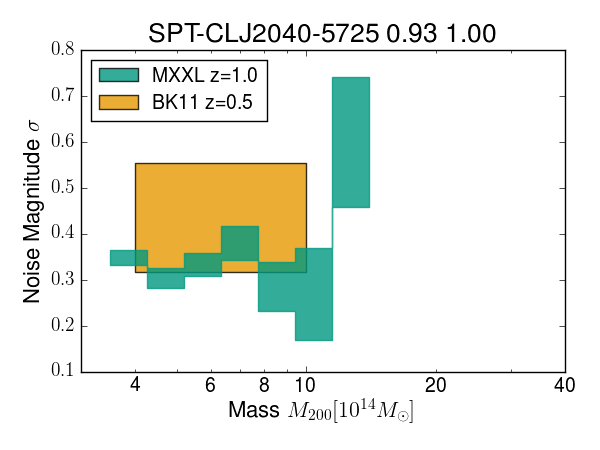 SPT-CLJ2040-5725 0.93 1.00
MXXL z=1.0
BK11 z=0.5
Noise Magnitude σ
0.8
0.7
0.6
0.5
0.4
0.3
0.2
0.1
4 6 8 10 20 40
Mass M₂₀₀[10¹⁴M☉]